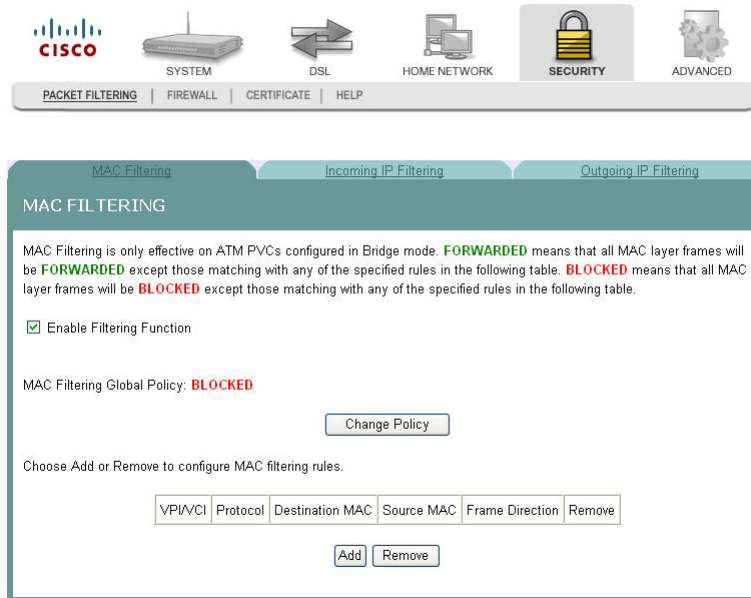 CISCO
SYSTEM
DSL
HOME NETWORK
SECURITY
ADVANCED
PACKET FILTERING | FIREWALL | CERTIFICATE | HELP
MAC Filtering
Incoming IP Filtering
Outgoing IP Filtering
MAC FILTERING
MAC Filtering is only effective on ATM PVCs configured in Bridge mode. FORWARDED means that all MAC layer frames will
be FORWARDED except those matching with any of the specified rules in the following table. BLOCKED means that all MAC
layer frames will be BLOCKED except those matching with any of the specified rules in the following table.
Enable Filtering Function
MAC Filtering Global Policy: BLOCKED
Change Policy
Choose Add or Remove to configure MAC filtering rules.
VPI/VCI Protocol Destination MAC Source MAC Frame Direction Remove
Add Remove